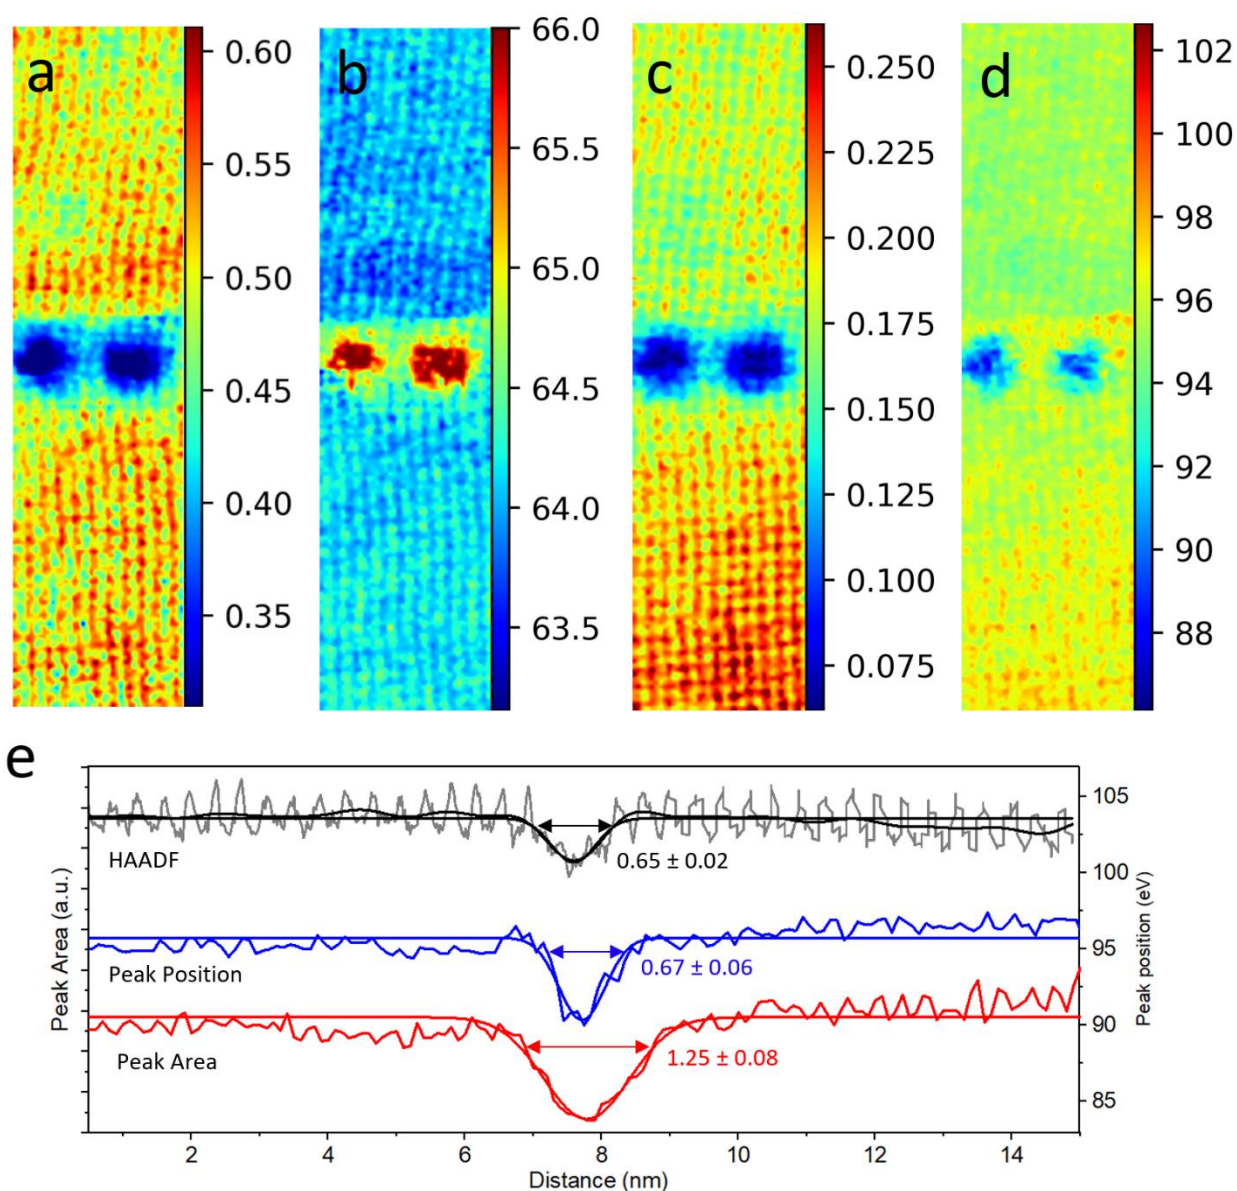 a
0.60
0.55
0.50
0.45
0.40
0.35
b
66.0
65.5
65.0
64.5
64.0
63.5
c
0.250
0.225
0.200
0.175
0.150
0.125
0.100
0.075
d
102
100
98
96
94
92
90
88
e
Peak Area (a.u.)
HAADF
0.65 ± 0.02
Peak Position
0.67 ± 0.06
Peak Area
1.25 ± 0.08
105
100
95
90
85
Peak position (eV)
2 4 6 8 10 12 14
Distance (nm)